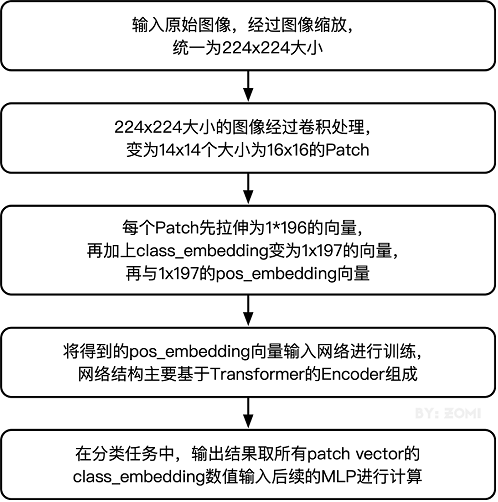 输入原始图像，经过图像缩放，
统一为224x224大小
224x224大小的图像经过卷积处理，
变为14x14个大小为16x16的Patch
每个Patch先拉伸为1*196的向量，
再加上class_embedding变为1x197的向量，
再与1x197的pos_embedding向量
将得到的pos_embedding向量输入网络进行训练，
网络结构主要基于Transformer的Encoder组成
BY: ZOMI
在分类任务中，输出结果取所有patch vector的
class_embedding数值输入后续的MLP进行计算